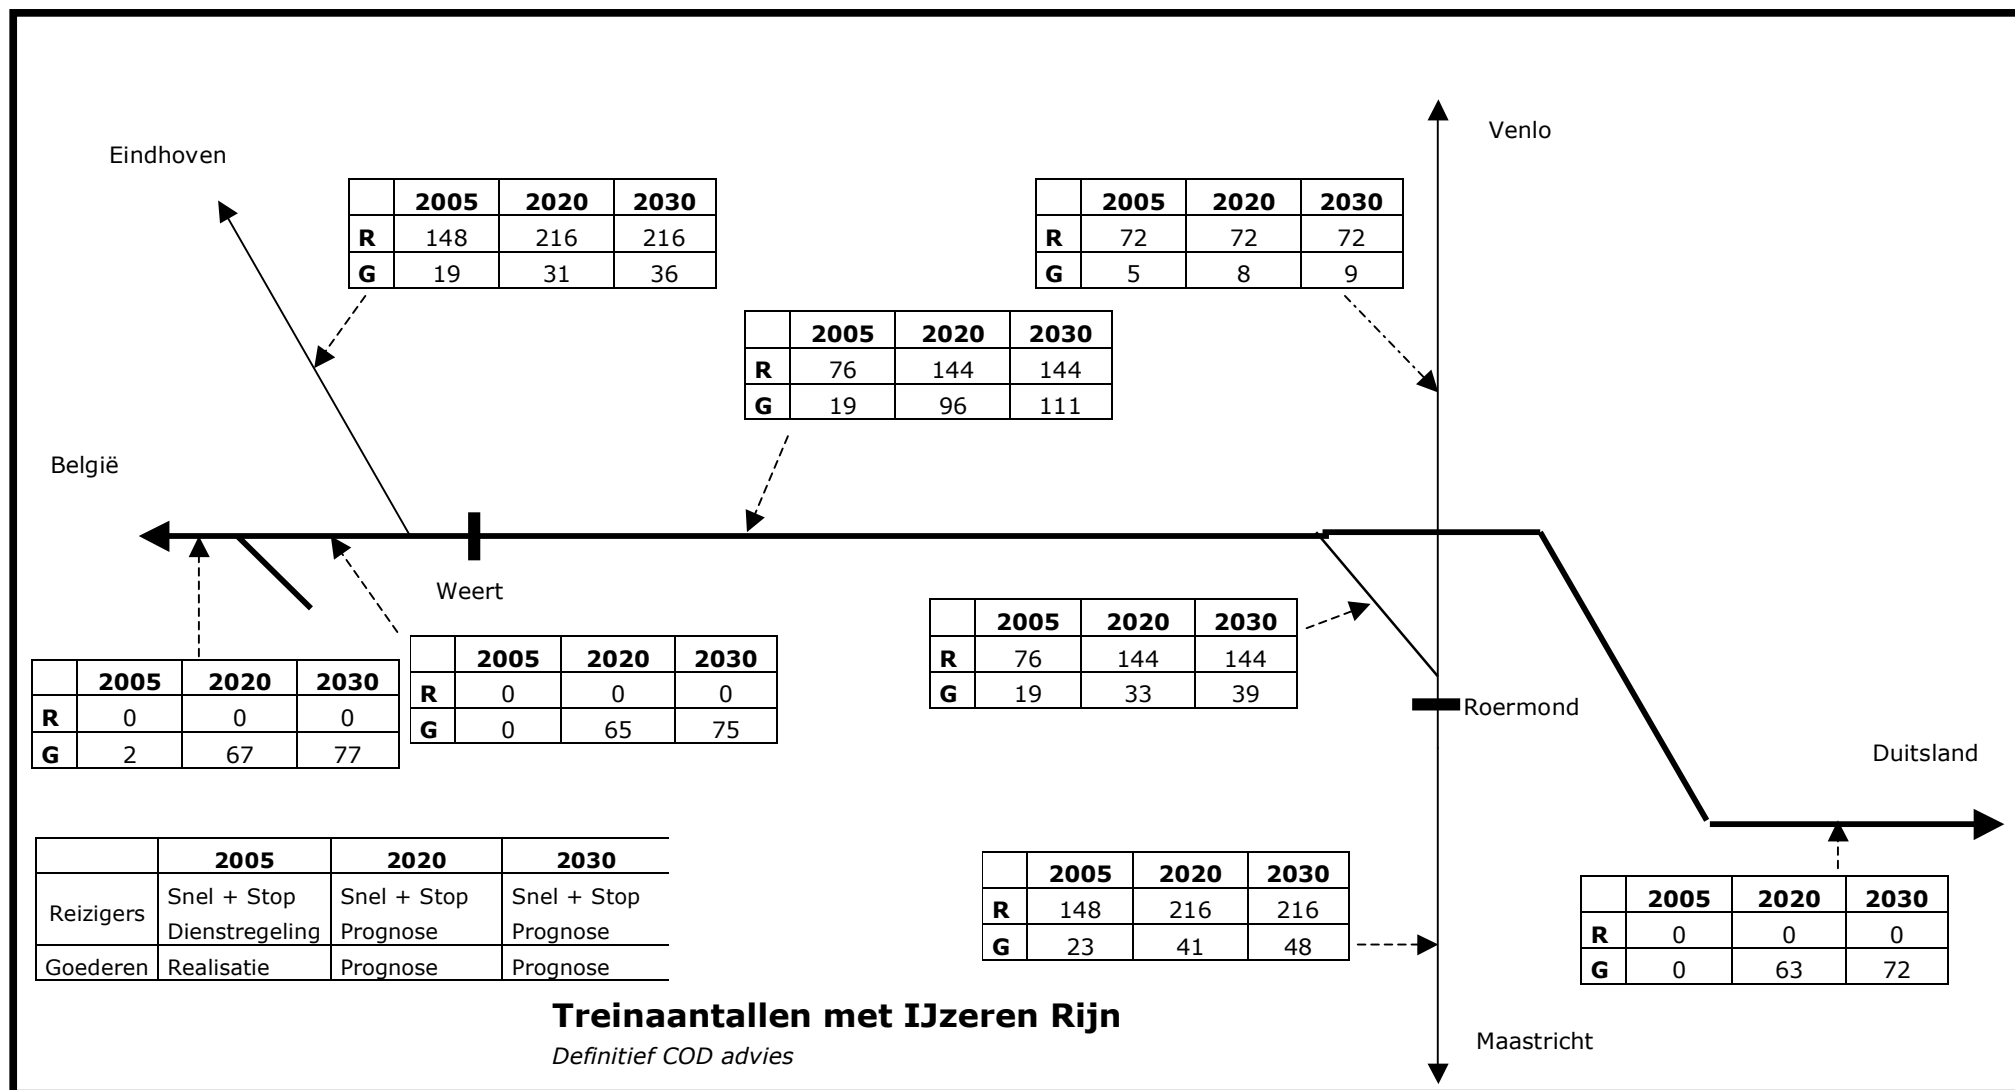 Venlo
Eindhoven
2005 2020 2030
R 148 216 216
G 19 31 36
2005 2020 2030
R 72 72 72
G 5 8 9
2005 2020 2030
R 76 144 144
G 19 96 111
België
Weert
2005 2020 2030
R 0 0 0
G 2 67 77
2005 2020 2030
R 0 0 0
G 0 65 75
2005 2020 2030
R 76 144 144
G 19 33 39
Roermond
Duitsland
2005 2020 2030
Reizigers Snel + Stop Snel + Stop Snel + Stop
Dienstregeling Prognose Prognose
Goederen Realisatie Prognose Prognose
2005 2020 2030
R 148 216 216
G 23 41 48
2005 2020 2030
R 0 0 0
G 0 63 72
Treinaantallen met IJzeren Rijn
Definitief COD advies
Maastricht